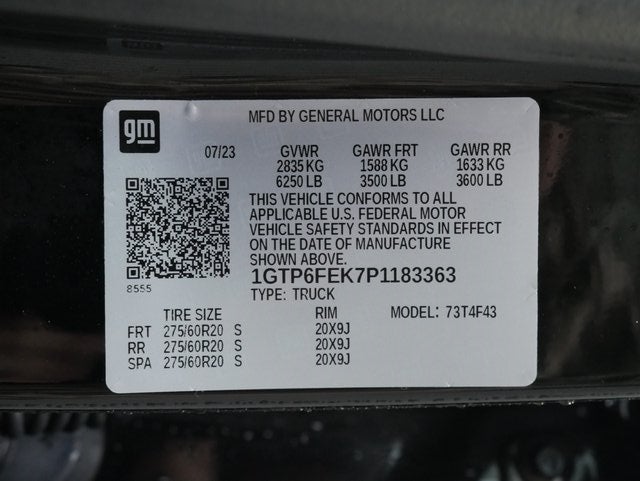 gm
MFD BY GENERAL MOTORS LLC
07/23 GVWR GAWR FRT GAWR RR
2835 KG 1588 KG 1633 KG
6250 LB 3500 LB 3600 LB
THIS VEHICLE CONFORMS TO ALL
APPLICABLE U.S. FEDERAL MOTOR
VEHICLE SAFETY STANDARDS IN EFFECT
ON THE DATE OF MANUFACTURE
SHOWN ABOVE.
8555
1GTP6FEK7P1183363
TYPE: TRUCK
TIRE SIZE RIM MODEL: 73T4F43
FRT 275/60R20 S 20X9J
RR 275/60R20 S 20X9J
SPA 275/60R20 S 20X9J